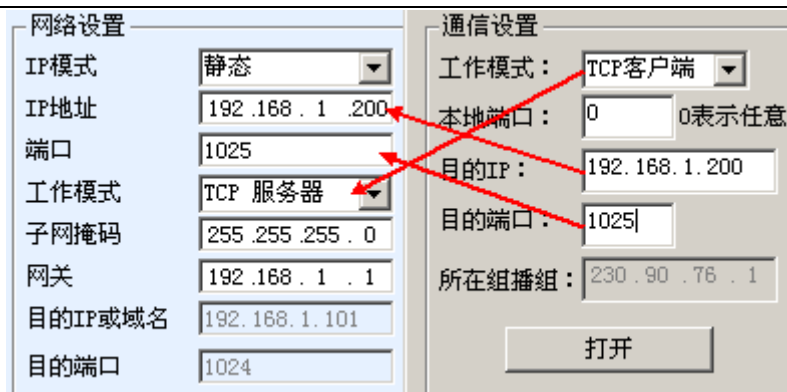 网络设置
IP模式 静态
IP地址 192 .168 . 1 .200
端口 1025
工作模式 TCP 服务器
子网掩码 255 .255 .255 . 0
网关 192 .168 . 1 . 1
目的IP或域名 192.168.1.101
目的端口 1024
通信设置
工作模式： TCP客户端
本地端口： 0 0表示任意
目的IP： 192.168.1.200
目的端口： 1025
所在组播组： 230 .90 .76 . 1
打开